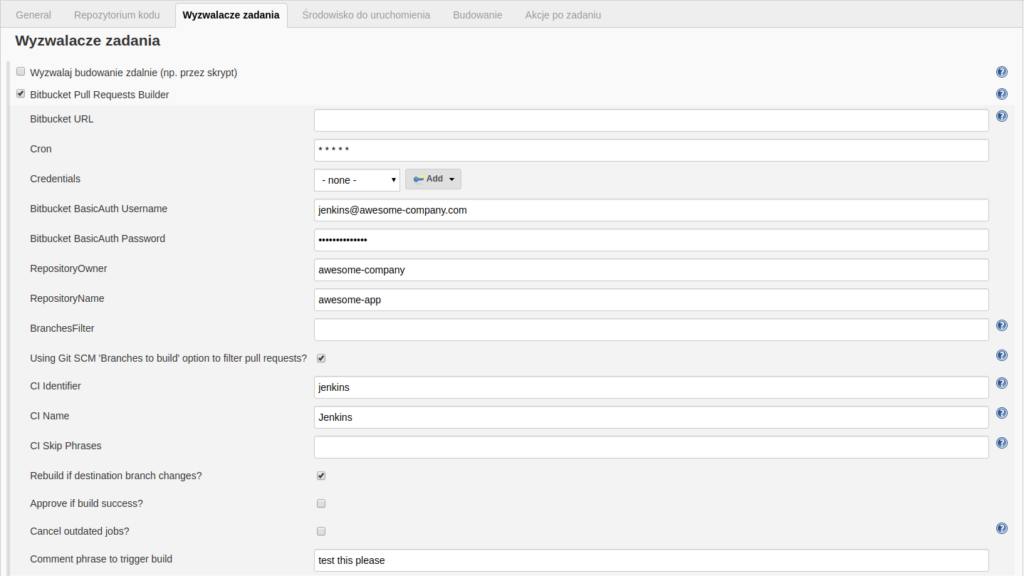 General Repozytorium kodu Wyzwalacze zadania Środowisko do uruchomienia Budowanie Akcje po zadaniu
Wyzwalacze zadania
Wyzwalaj budowanie zdalnie (np. przez skrypt)
Bitbucket Pull Requests Builder
Bitbucket URL
Cron * * * * *
Credentials - none - Add
Bitbucket BasicAuth Username jenkins@awesome-company.com
Bitbucket BasicAuth Password ••••••••••••••
RepositoryOwner awesome-company
RepositoryName awesome-app
BranchesFilter
Using Git SCM 'Branches to build' option to filter pull requests?
CI Identifier jenkins
CI Name Jenkins
CI Skip Phrases
Rebuild if destination branch changes?
Approve if build success?
Cancel outdated jobs?
Comment phrase to trigger build test this please